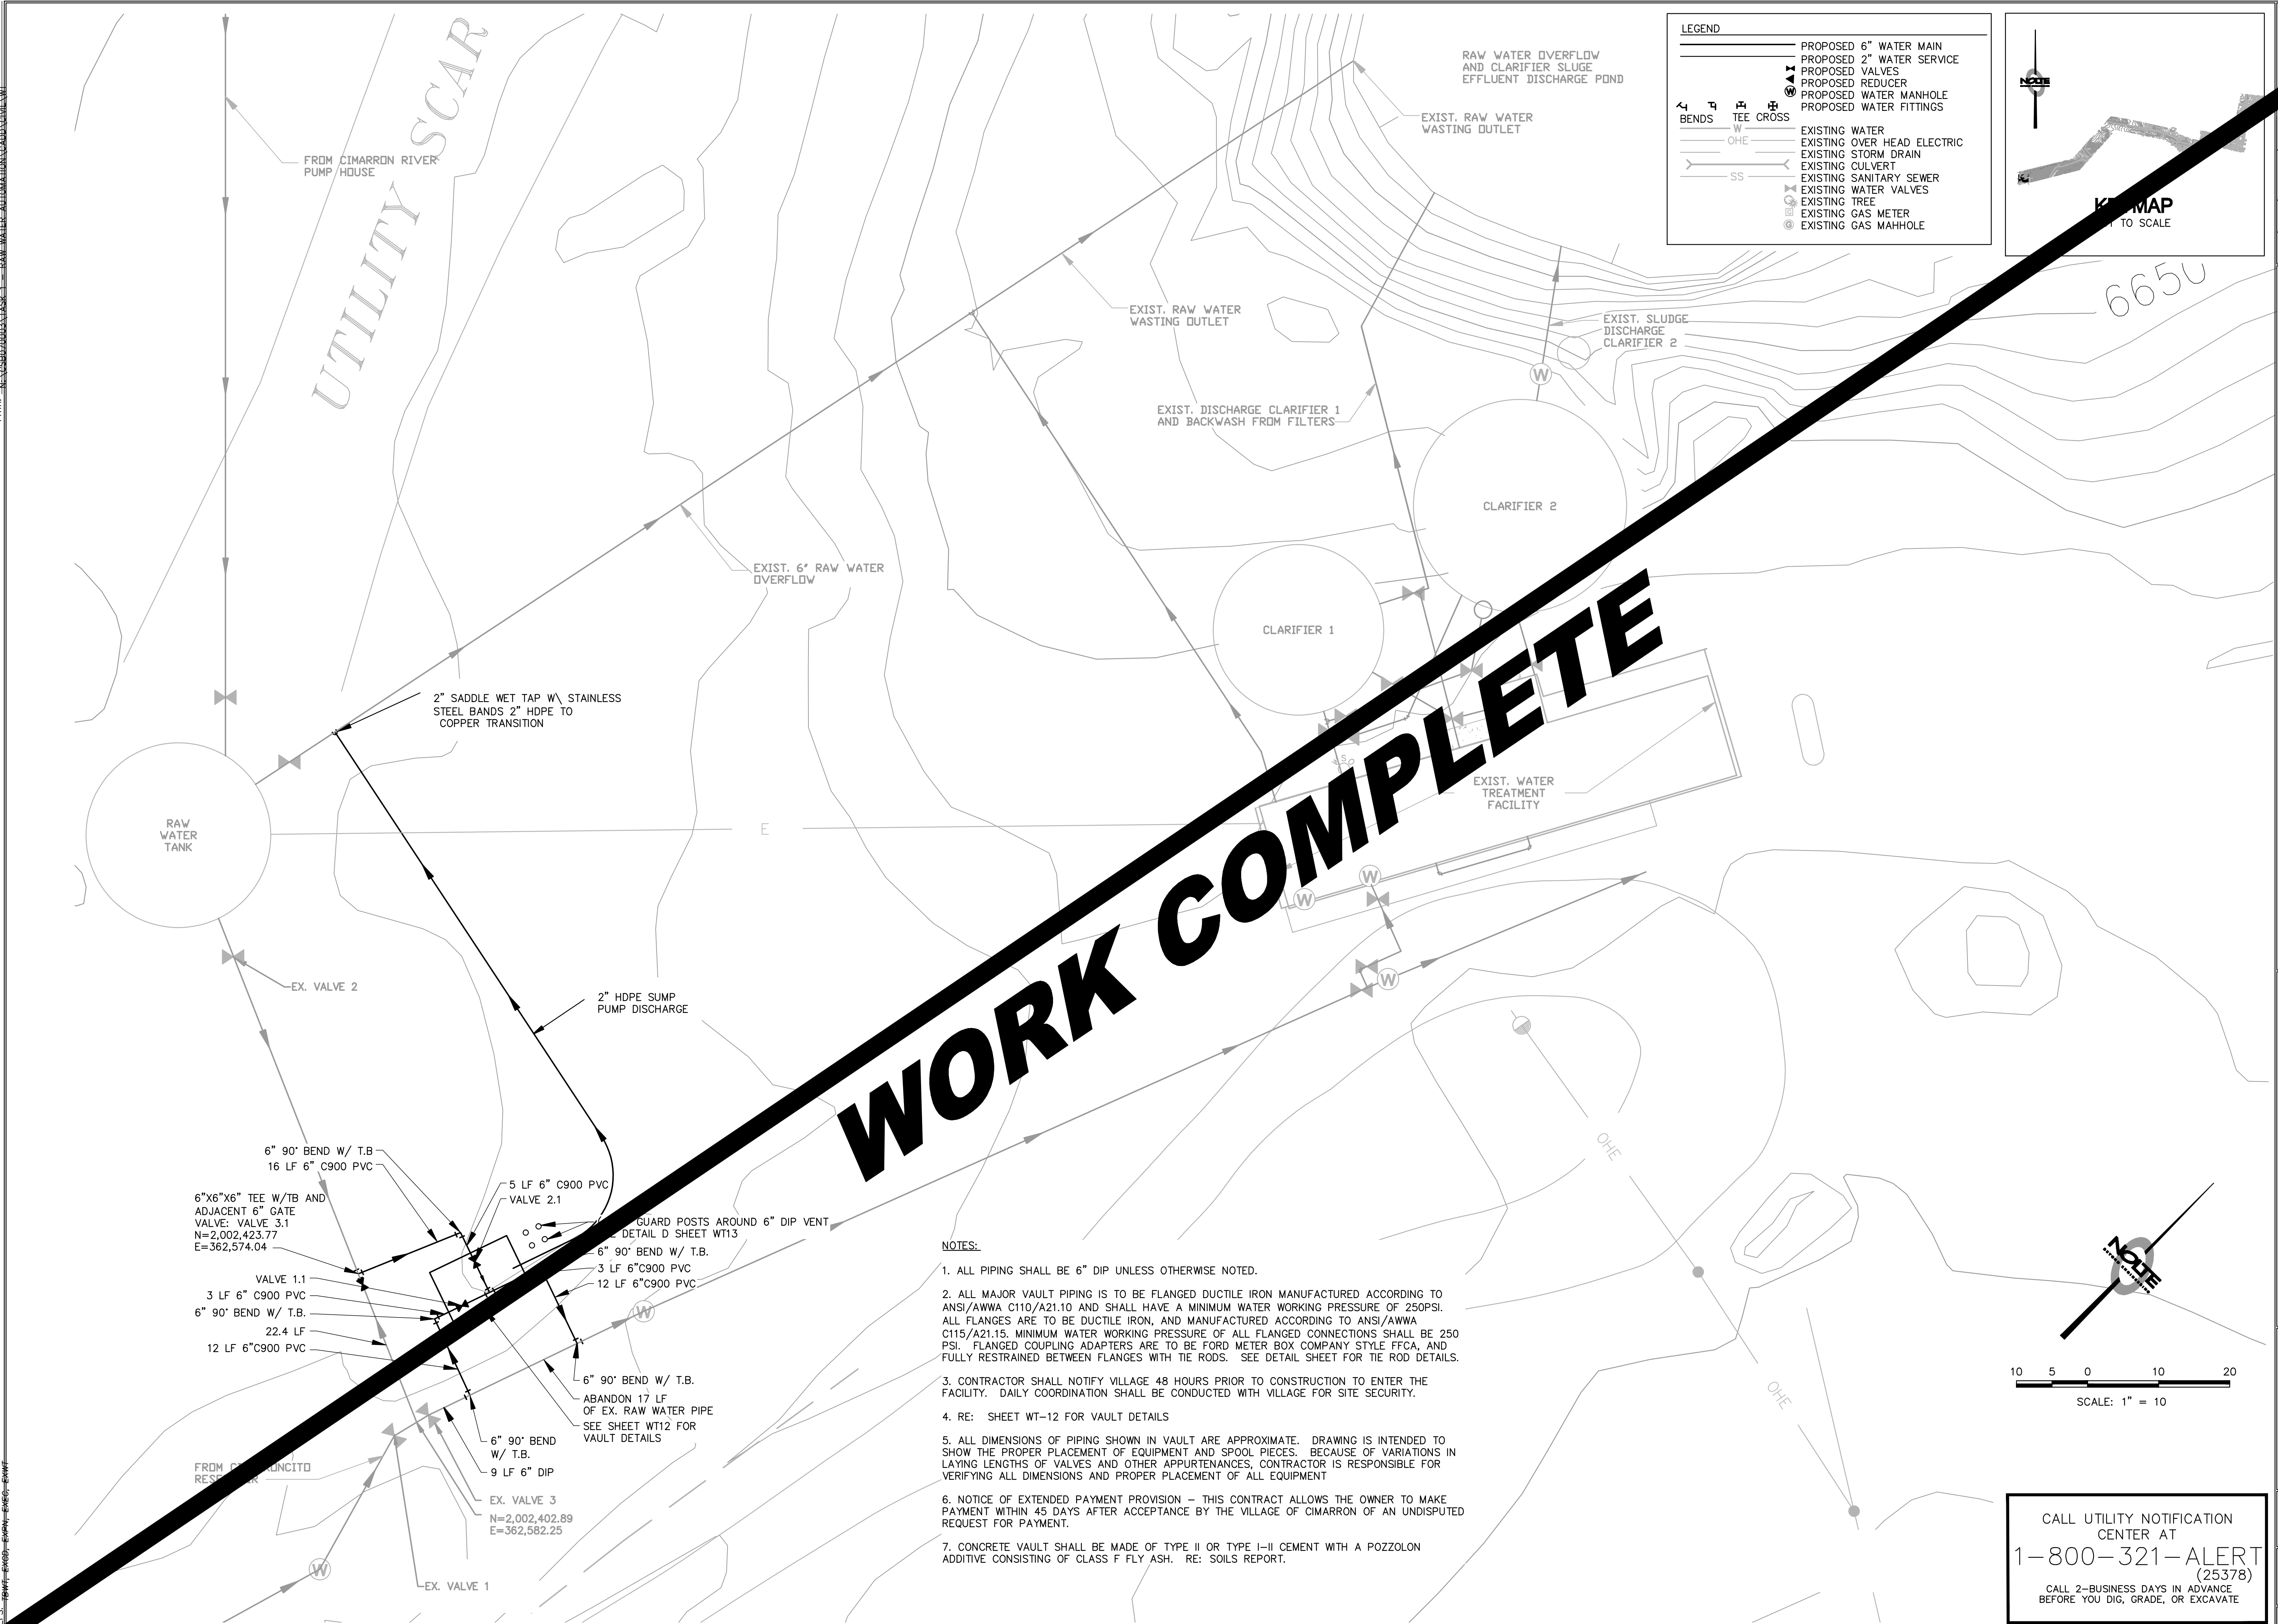 UTILITY SCAR
FROM CIMARRON RIVER
PUMP HOUSE
RAW WATER OVERFLOW
AND CLARIFIER SLUGE
EFFLUENT DISCHARGE POND
EXIST. RAW WATER
WASTING OUTLET
EXIST. RAW WATER
WASTING OUTLET
EXIST. SLUDGE
DISCHARGE
CLARIFIER 2
W
EXIST. DISCHARGE CLARIFIER 1
AND BACKWASH FROM FILTERS
CLARIFIER 2
EXIST. 6" RAW WATER
OVERFLOW
CLARIFIER 1
LEGEND
PROPOSED 6" WATER MAIN
PROPOSED 2" WATER SERVICE
PROPOSED VALVES
PROPOSED REDUCER
W PROPOSED WATER MANHOLE
PROPOSED WATER FITTINGS
BENDS TEE CROSS
W EXISTING WATER
OHE EXISTING OVER HEAD ELECTRIC
EXISTING STORM DRAIN
EXISTING CULVERT
SS EXISTING SANITARY SEWER
EXISTING WATER VALVES
EXISTING TREE
EXISTING GAS METER
G EXISTING GAS MAHHOLE
NOLTE
MAP
TO SCALE
6650
2" SADDLE WET TAP W\ STAINLESS
STEEL BANDS 2" HDPE TO
COPPER TRANSITION
RAW
WATER
TANK
E
EXIST. WATER
TREATMENT
FACILITY
WORK COMPLETE
W
W
W
EX. VALVE 2
2" HDPE SUMP
PUMP DISCHARGE
OHE
OHE
6" 90° BEND W/ T.B
16 LF 6" C900 PVC
6"X6"X6" TEE W/TB AND
ADJACENT 6" GATE
VALVE: VALVE 3.1
N=2,002,423.77
E=362,574.04
VALVE 1.1
3 LF 6" C900 PVC
6" 90° BEND W/ T.B.
22.4 LF
12 LF 6"C900 PVC
5 LF 6" C900 PVC
VALVE 2.1
GUARD POSTS AROUND 6" DIP VENT
DETAIL D SHEET WT13
6" 90° BEND W/ T.B.
3 LF 6"C900 PVC
12 LF 6"C900 PVC
W
6" 90° BEND W/ T.B.
ABANDON 17 LF
OF EX. RAW WATER PIPE
SEE SHEET WT12 FOR
VAULT DETAILS
6" 90° BEND
W/ T.B.
9 LF 6" DIP
FROM
EX. VALVE 3
N=2,002,402.89
E=362,582.25
W
EX. VALVE 1
NOTES:
1. ALL PIPING SHALL BE 6" DIP UNLESS OTHERWISE NOTED.
2. ALL MAJOR VAULT PIPING IS TO BE FLANGED DUCTILE IRON MANUFACTURED ACCORDING TO
ANSI/AWWA C110/A21.10 AND SHALL HAVE A MINIMUM WATER WORKING PRESSURE OF 250PSI.
ALL FLANGES ARE TO BE DUCTILE IRON, AND MANUFACTURED ACCORDING TO ANSI/AWWA
C115/A21.15. MINIMUM WATER WORKING PRESSURE OF ALL FLANGED CONNECTIONS SHALL BE 250
PSI. FLANGED COUPLING ADAPTERS ARE TO BE FORD METER BOX COMPANY STYLE FFCA, AND
FULLY RESTRAINED BETWEEN FLANGES WITH TIE RODS. SEE DETAIL SHEET FOR TIE ROD DETAILS.
3. CONTRACTOR SHALL NOTIFY VILLAGE 48 HOURS PRIOR TO CONSTRUCTION TO ENTER THE
FACILITY. DAILY COORDINATION SHALL BE CONDUCTED WITH VILLAGE FOR SITE SECURITY.
4. RE: SHEET WT-12 FOR VAULT DETAILS
5. ALL DIMENSIONS OF PIPING SHOWN IN VAULT ARE APPROXIMATE. DRAWING IS INTENDED TO
SHOW THE PROPER PLACEMENT OF EQUIPMENT AND SPOOL PIECES. BECAUSE OF VARIATIONS IN
LAYING LENGTHS OF VALVES AND OTHER APPURTENANCES, CONTRACTOR IS RESPONSIBLE FOR
VERIFYING ALL DIMENSIONS AND PROPER PLACEMENT OF ALL EQUIPMENT
6. NOTICE OF EXTENDED PAYMENT PROVISION – THIS CONTRACT ALLOWS THE OWNER TO MAKE
PAYMENT WITHIN 45 DAYS AFTER ACCEPTANCE BY THE VILLAGE OF CIMARRON OF AN UNDISPUTED
REQUEST FOR PAYMENT.
7. CONCRETE VAULT SHALL BE MADE OF TYPE II OR TYPE I–II CEMENT WITH A POZZOLON
ADDITIVE CONSISTING OF CLASS F FLY ASH. RE: SOILS REPORT.
NOLTE
10 5 0 10 20
SCALE: 1" = 10
CALL UTILITY NOTIFICATION
CENTER AT
1-800-321-ALERT
(25378)
CALL 2-BUSINESS DAYS IN ADVANCE
BEFORE YOU DIG, GRADE, OR EXCAVATE